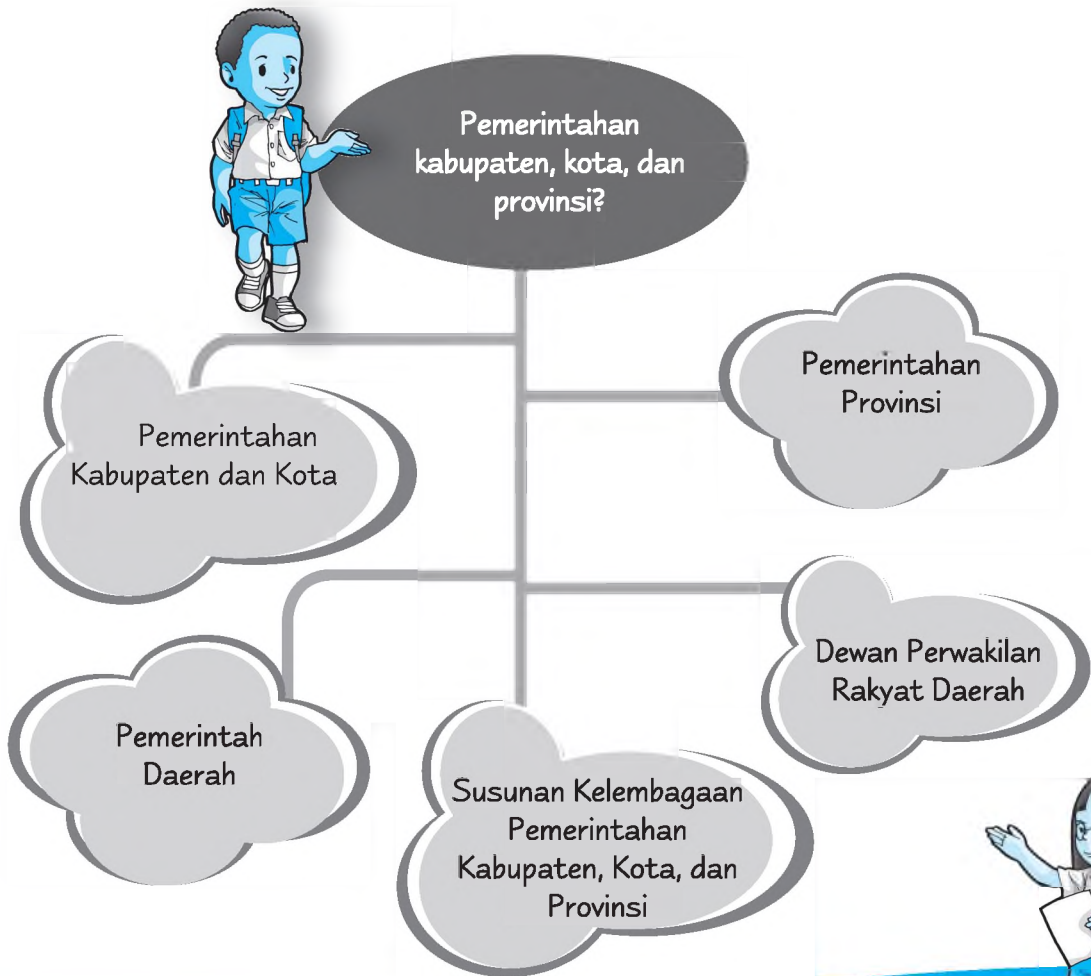 Pemerintahan
kabupaten, kota, dan
provinsi?
Pemerintahan
Provinsi
Pemerintahan
Kabupaten dan Kota
Dewan Perwakilan
Rakyat Daerah
Pemerintah
Daerah
Susunan Kelembagaan
Pemerintahan
Kabupaten, Kota, dan
Provinsi